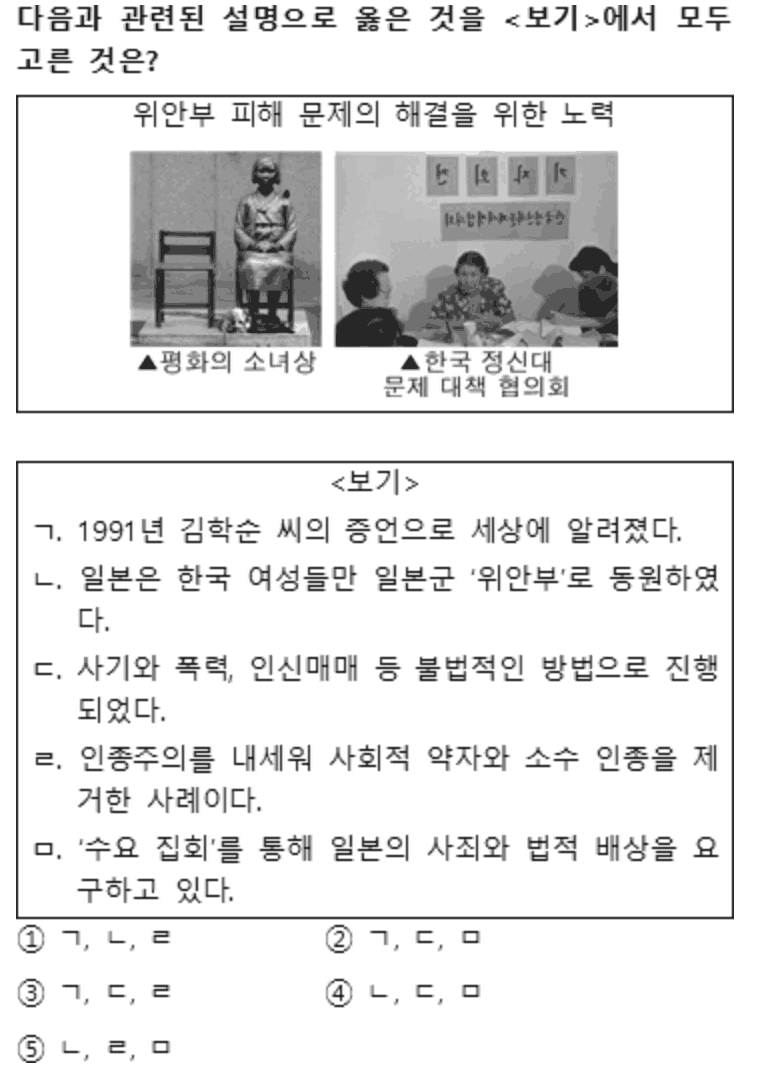 다음과 관련된 설명으로 옳은 것을 <보기>에서 모두
고른 것은?
위안부 피해 문제의 해결을 위한 노력
▲평화의 소녀상
▲한국 정신대
문제 대책 협의회
<보기>
ㄱ. 1991년 김학순 씨의 증언으로 세상에 알려졌다.
ㄴ. 일본은 한국 여성들만 일본군 '위안부'로 동원하였
다.
ㄷ. 사기와 폭력, 인신매매 등 불법적인 방법으로 진행
되었다.
ㄹ. 인종주의를 내세워 사회적 약자와 소수 인종을 제
거한 사례이다.
ㅁ. '수요 집회'를 통해 일본의 사죄와 법적 배상을 요
구하고 있다.
① ㄱ, ㄴ, ㄹ ② ㄱ, ㄷ, ㅁ
③ ㄱ, ㄷ, ㄹ ④ ㄴ, ㄷ, ㅁ
⑤ ㄴ, ㄹ, ㅁ